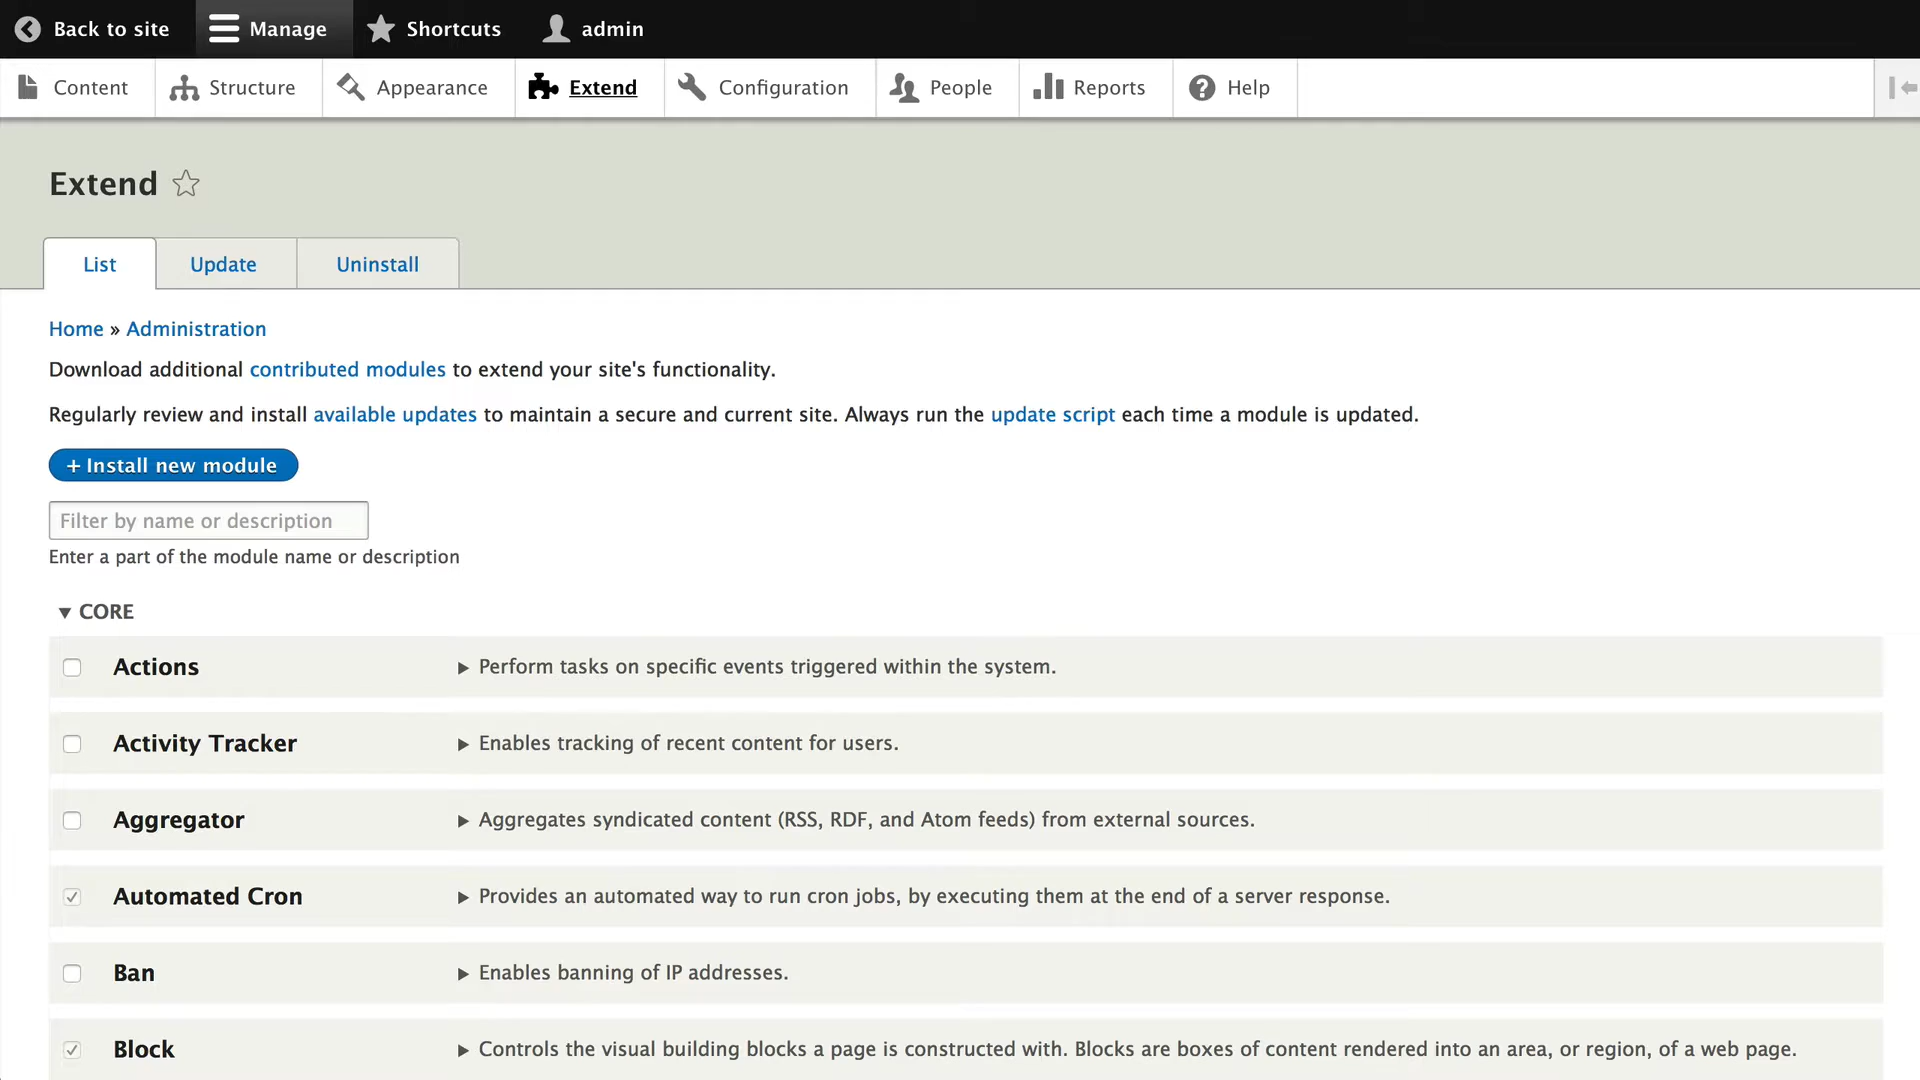 Back to site Manage Shortcuts admin
Content Structure Appearance Extend Configuration People Reports Help
Extend
List Update Uninstall
Home » Administration
Download additional contributed modules to extend your site's functionality.
Regularly review and install available updates to maintain a secure and current site. Always run the update script each time a module is updated.
+ Install new module
Filter by name or description
Enter a part of the module name or description
▼ CORE
Actions ► Perform tasks on specific events triggered within the system.
Activity Tracker ► Enables tracking of recent content for users.
Aggregator ► Aggregates syndicated content (RSS, RDF, and Atom feeds) from external sources.
Automated Cron ► Provides an automated way to run cron jobs, by executing them at the end of a server response.
Ban ► Enables banning of IP addresses.
Block ► Controls the visual building blocks a page is constructed with. Blocks are boxes of content rendered into an area, or region, of a web page.